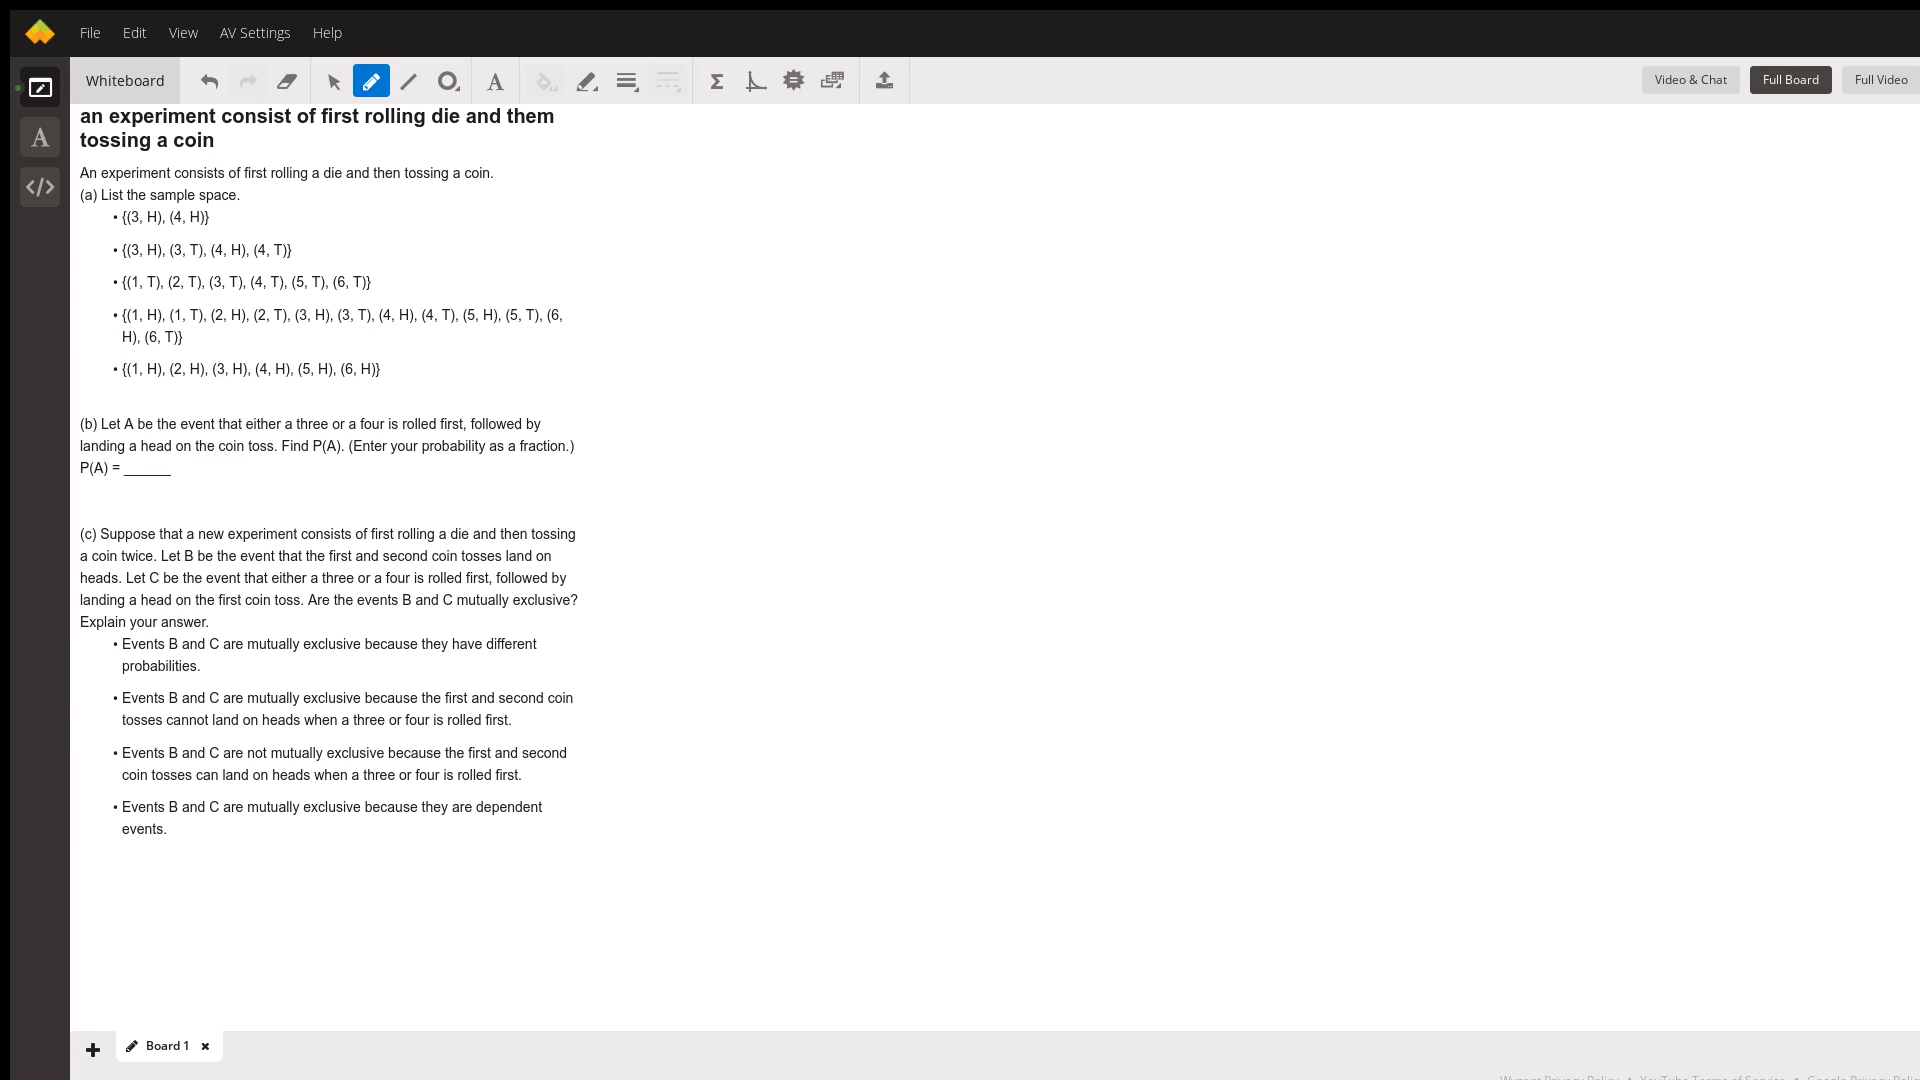 File Edit View AV Settings Help
Whiteboard A Σ Video & Chat Full Board Full Video
A
</>
an experiment consist of first rolling die and them
tossing a coin
An experiment consists of first rolling a die and then tossing a coin.
(a) List the sample space.
• {(3, H), (4, H)}
• {(3, H), (3, T), (4, H), (4, T)}
• {(1, T), (2, T), (3, T), (4, T), (5, T), (6, T)}
• {(1, H), (1, T), (2, H), (2, T), (3, H), (3, T), (4, H), (4, T), (5, H), (5, T), (6,
H), (6, T)}
• {(1, H), (2, H), (3, H), (4, H), (5, H), (6, H)}
(b) Let A be the event that either a three or a four is rolled first, followed by
landing a head on the coin toss. Find P(A). (Enter your probability as a fraction.)
P(A) = ______
(c) Suppose that a new experiment consists of first rolling a die and then tossing
a coin twice. Let B be the event that the first and second coin tosses land on
heads. Let C be the event that either a three or a four is rolled first, followed by
landing a head on the first coin toss. Are the events B and C mutually exclusive?
Explain your answer.
• Events B and C are mutually exclusive because they have different
probabilities.
• Events B and C are mutually exclusive because the first and second coin
tosses cannot land on heads when a three or four is rolled first.
• Events B and C are not mutually exclusive because the first and second
coin tosses can land on heads when a three or four is rolled first.
• Events B and C are mutually exclusive because they are dependent
events.
Board 1
Wyzant Privacy Policy • YouTube Terms of Service • Google Privacy